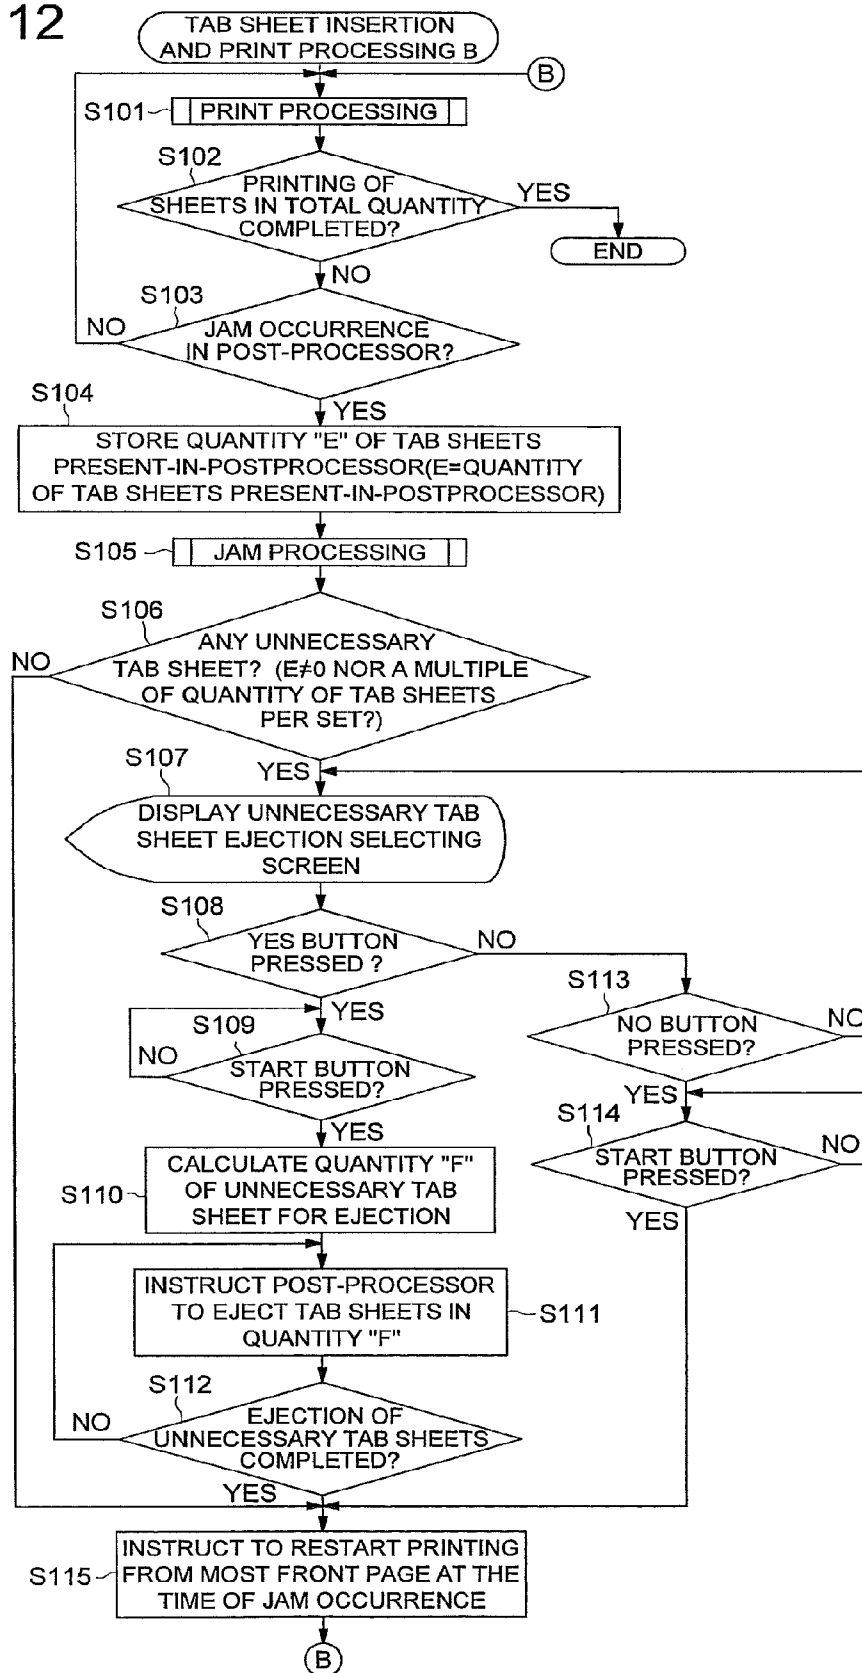 12
TAB SHEET INSERTION
AND PRINT PROCESSING B
B
S101
PRINT PROCESSING
S102
PRINTING OF
SHEETS IN TOTAL QUANTITY
COMPLETED?
YES
END
NO
S103
NO
JAM OCCURRENCE
IN POST-PROCESSOR?
S104
YES
STORE QUANTITY "E" OF TAB SHEETS
PRESENT-IN-POSTPROCESSOR(E=QUANTITY
OF TAB SHEETS PRESENT-IN-POSTPROCESSOR)
S105
JAM PROCESSING
S106
NO
ANY UNNECESSARY
TAB SHEET? (E≠0 NOR A MULTIPLE
OF QUANTITY OF TAB SHEETS
PER SET?)
S107
YES
DISPLAY UNNECESSARY TAB
SHEET EJECTION SELECTING
SCREEN
S108
YES BUTTON
PRESSED ?
NO
YES
S113
NO BUTTON
PRESSED?
NO
S109
NO
START BUTTON
PRESSED?
YES
YES
S114
START BUTTON
PRESSED?
NO
YES
S110
CALCULATE QUANTITY "F"
OF UNNECESSARY TAB
SHEET FOR EJECTION
INSTRUCT POST-PROCESSOR
TO EJECT TAB SHEETS IN
QUANTITY "F"
S111
S112
NO
EJECTION OF
UNNECESSARY TAB SHEETS
COMPLETED?
YES
S115
INSTRUCT TO RESTART PRINTING
FROM MOST FRONT PAGE AT THE
TIME OF JAM OCCURRENCE
B